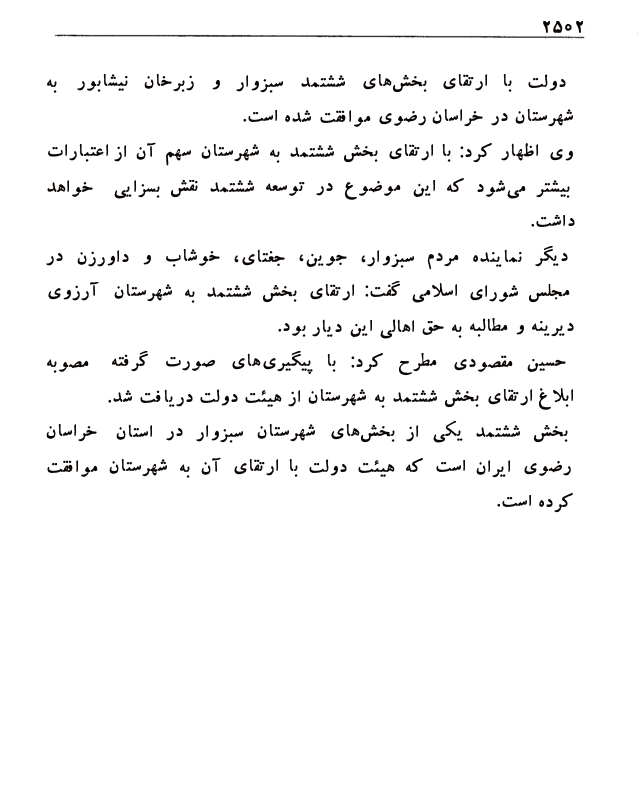 ۲۵۰۲
دولت با ارتقای بخش‌های ششتمد سبزوار و زبرخان نیشابور به
شهرستان در خراسان رضوی موافقت شده است.
وی اظهار کرد: با ارتقای بخش ششتمد به شهرستان سهم آن از اعتبارات
بیشتر می‌شود که این موضوع در توسعه ششتمد نقش بسزایی خواهد
داشت.
دیگر نماینده مردم سبزوار، جوین، جغتای، خوشاب و داورزن در
مجلس شورای اسلامی گفت: ارتقای بخش ششتمد به شهرستان آرزوی
دیرینه و مطالبه به حق اهالی این دیار بود.
حسین مقصودی مطرح کرد: با پیگیری‌های صورت گرفته مصوبه
ابلاغ ارتقای بخش ششتمد به شهرستان از هیئت دولت دریافت شد.
بخش ششتمد یکی از بخش‌های شهرستان سبزوار در استان خراسان
رضوی ایران است که هیئت دولت با ارتقای آن به شهرستان موافقت
کرده است.